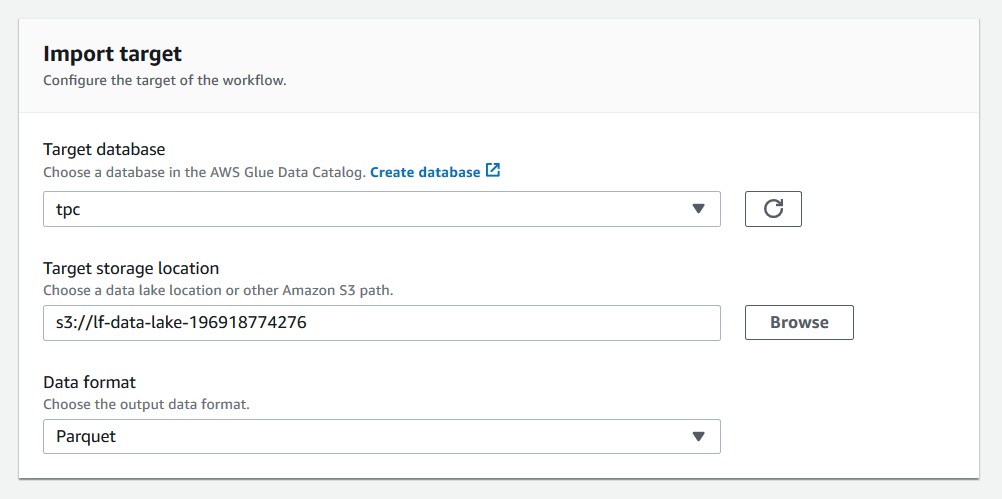 Import target
Configure the target of the workflow.
Target database
Choose a database in the AWS Glue Data Catalog. Create database
tpc
Target storage location
Choose a data lake location or other Amazon S3 path.
s3://lf-data-lake-196918774276
Browse
Data format
Choose the output data format.
Parquet